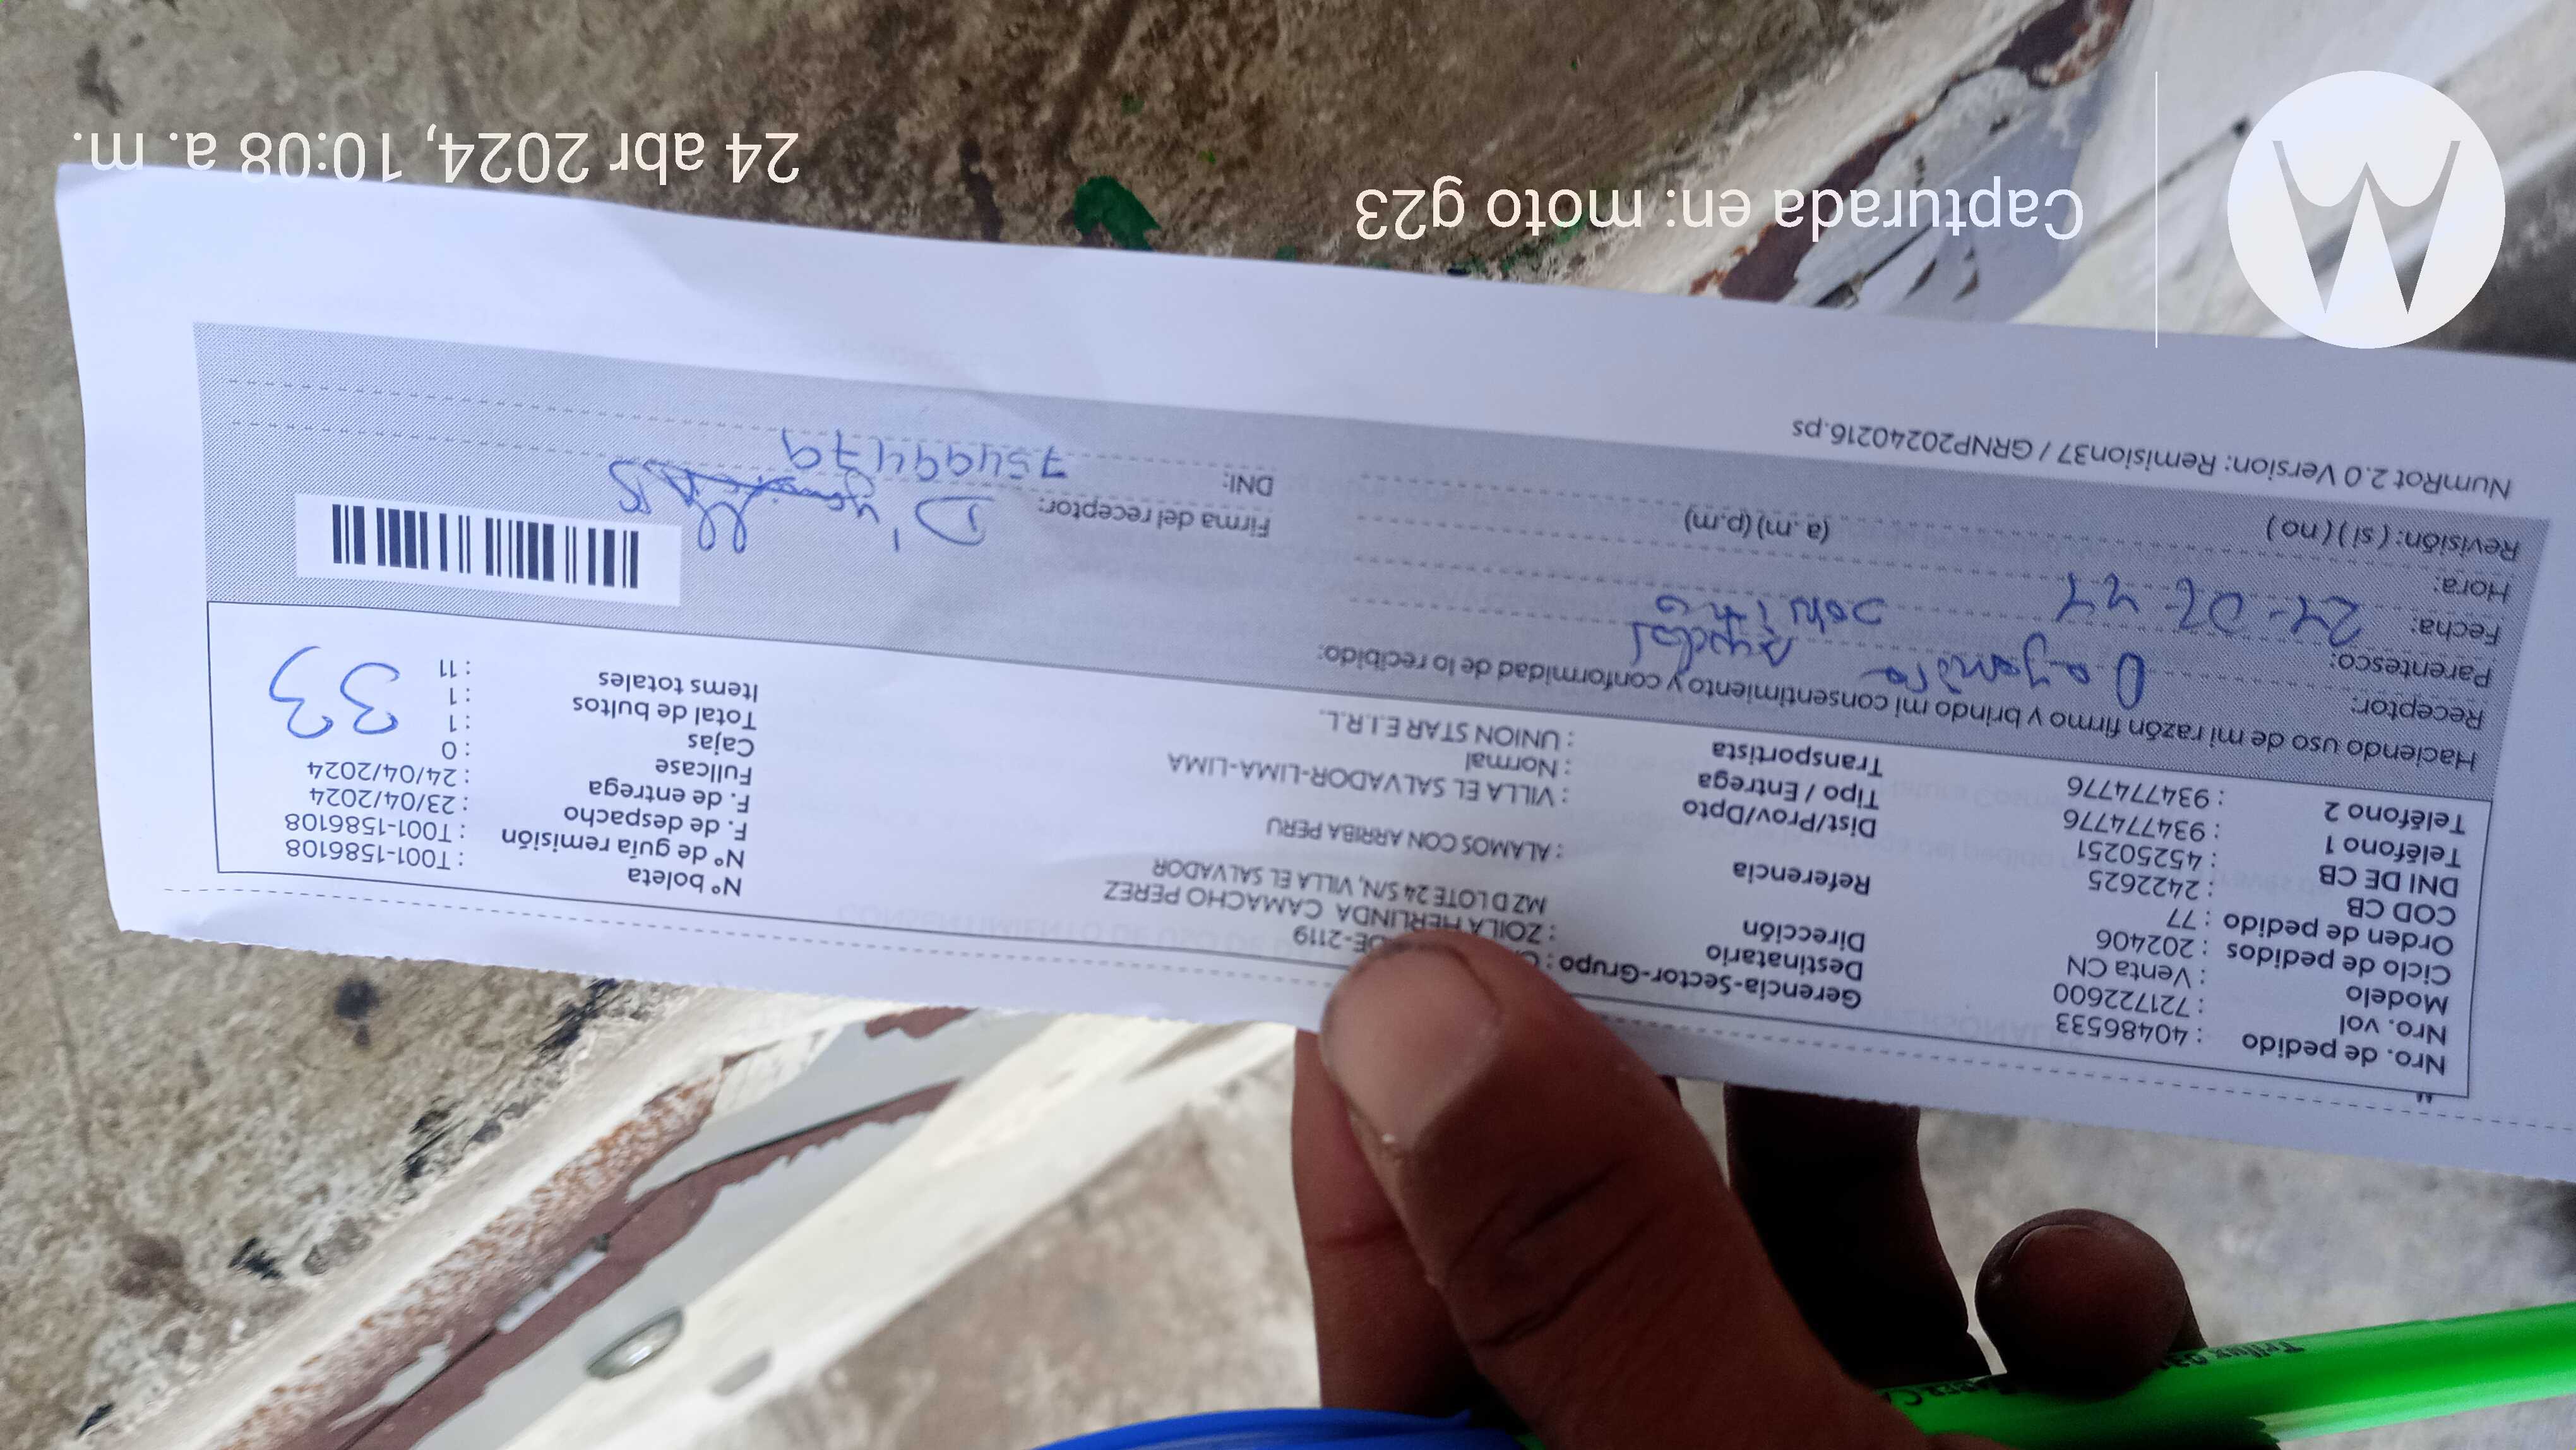 Nro. de pedido : 40486533
Nro. vol : 721722600
Modelo : Venta CN
Ciclo de pedidos : 202406
Orden de pedido : 77
COD CB : 2422625
DNI DE CB : 45250251
Teléfono 1 : 934774776
Teléfono 2 : 934774776
Gerencia-Sector-Grupo : DE-2119
Destinatario : ZOILA HERLINDA CAMACHO PEREZ
Dirección MZ D LOTE 24 S/N, VILLA EL SALVADOR
Referencia : ALAMOS CON ARRIBA PERU
Dist/Prov/Dpto : VILLA EL SALVADOR-LIMA-LIMA
Tipo / Entrega : Normal
Transportista : UNION STAR E.I.R.L.
Nº boleta : T001-1586108
Nº de guía remisión : T001-1586108
F. de despacho : 23/04/2024
F. de entrega : 24/04/2024
Fullcase : 0
Cajas : 1
Total de bultos : 1
Items totales : 11
33
Haciendo uso de mi razón firmo y brindo mi consentimiento y conformidad de lo recibido:
Receptor:
Parentesco:
Fecha:
Hora: (a. m) (p.m)
Revisión: ( si ) ( no )
Firma del receptor:
DNI: 75499479
NumRot 2.0 Version: Remision37 / GRNP20240216.ps
Capturada en: moto g23
24 abr 2024, 10:08 a. m.